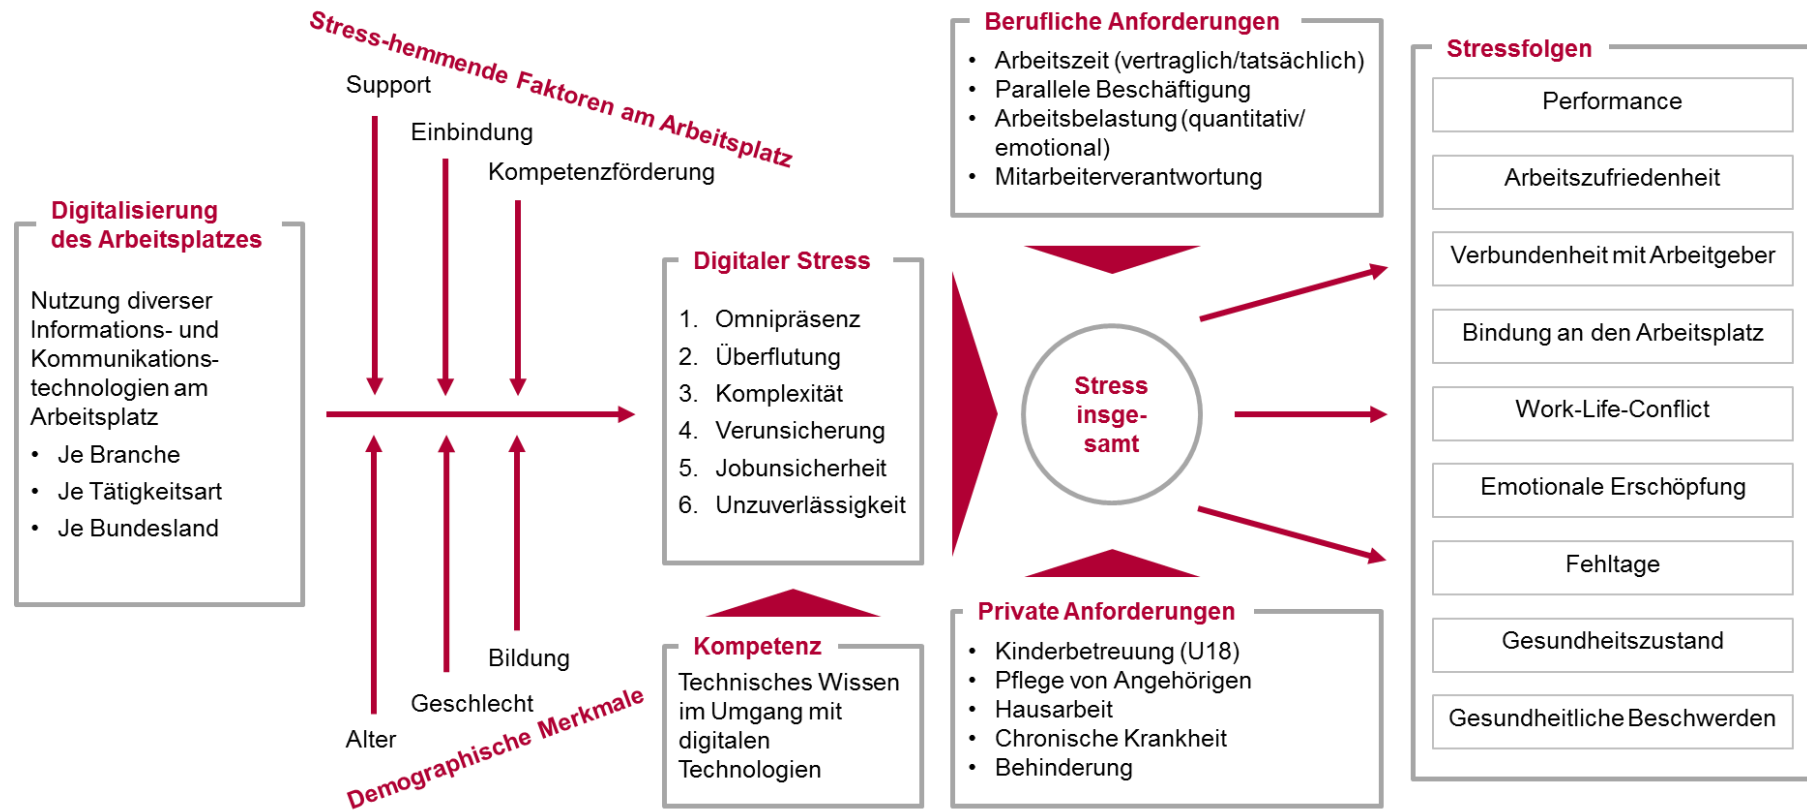 Stress-hemmende Faktoren am Arbeitsplatz
Support
Einbindung
Kompetenzförderung
Digitalisierung
des Arbeitsplatzes
Nutzung diverser
Informations- und
Kommunikations-
technologien am
Arbeitsplatz
• Je Branche
• Je Tätigkeitsart
• Je Bundesland
Bildung
Geschlecht
Alter
Demographische Merkmale
Digitaler Stress
1. Omnipräsenz
2. Überflutung
3. Komplexität
4. Verunsicherung
5. Jobunsicherheit
6. Unzuverlässigkeit
Kompetenz
Technisches Wissen
im Umgang mit
digitalen
Technologien
Berufliche Anforderungen
• Arbeitszeit (vertraglich/tatsächlich)
• Parallele Beschäftigung
• Arbeitsbelastung (quantitativ/
emotional)
• Mitarbeiterverantwortung
Stress
insge-
samt
Private Anforderungen
• Kinderbetreuung (U18)
• Pflege von Angehörigen
• Hausarbeit
• Chronische Krankheit
• Behinderung
Stressfolgen
Performance
Arbeitszufriedenheit
Verbundenheit mit Arbeitgeber
Bindung an den Arbeitsplatz
Work-Life-Conflict
Emotionale Erschöpfung
Fehltage
Gesundheitszustand
Gesundheitliche Beschwerden